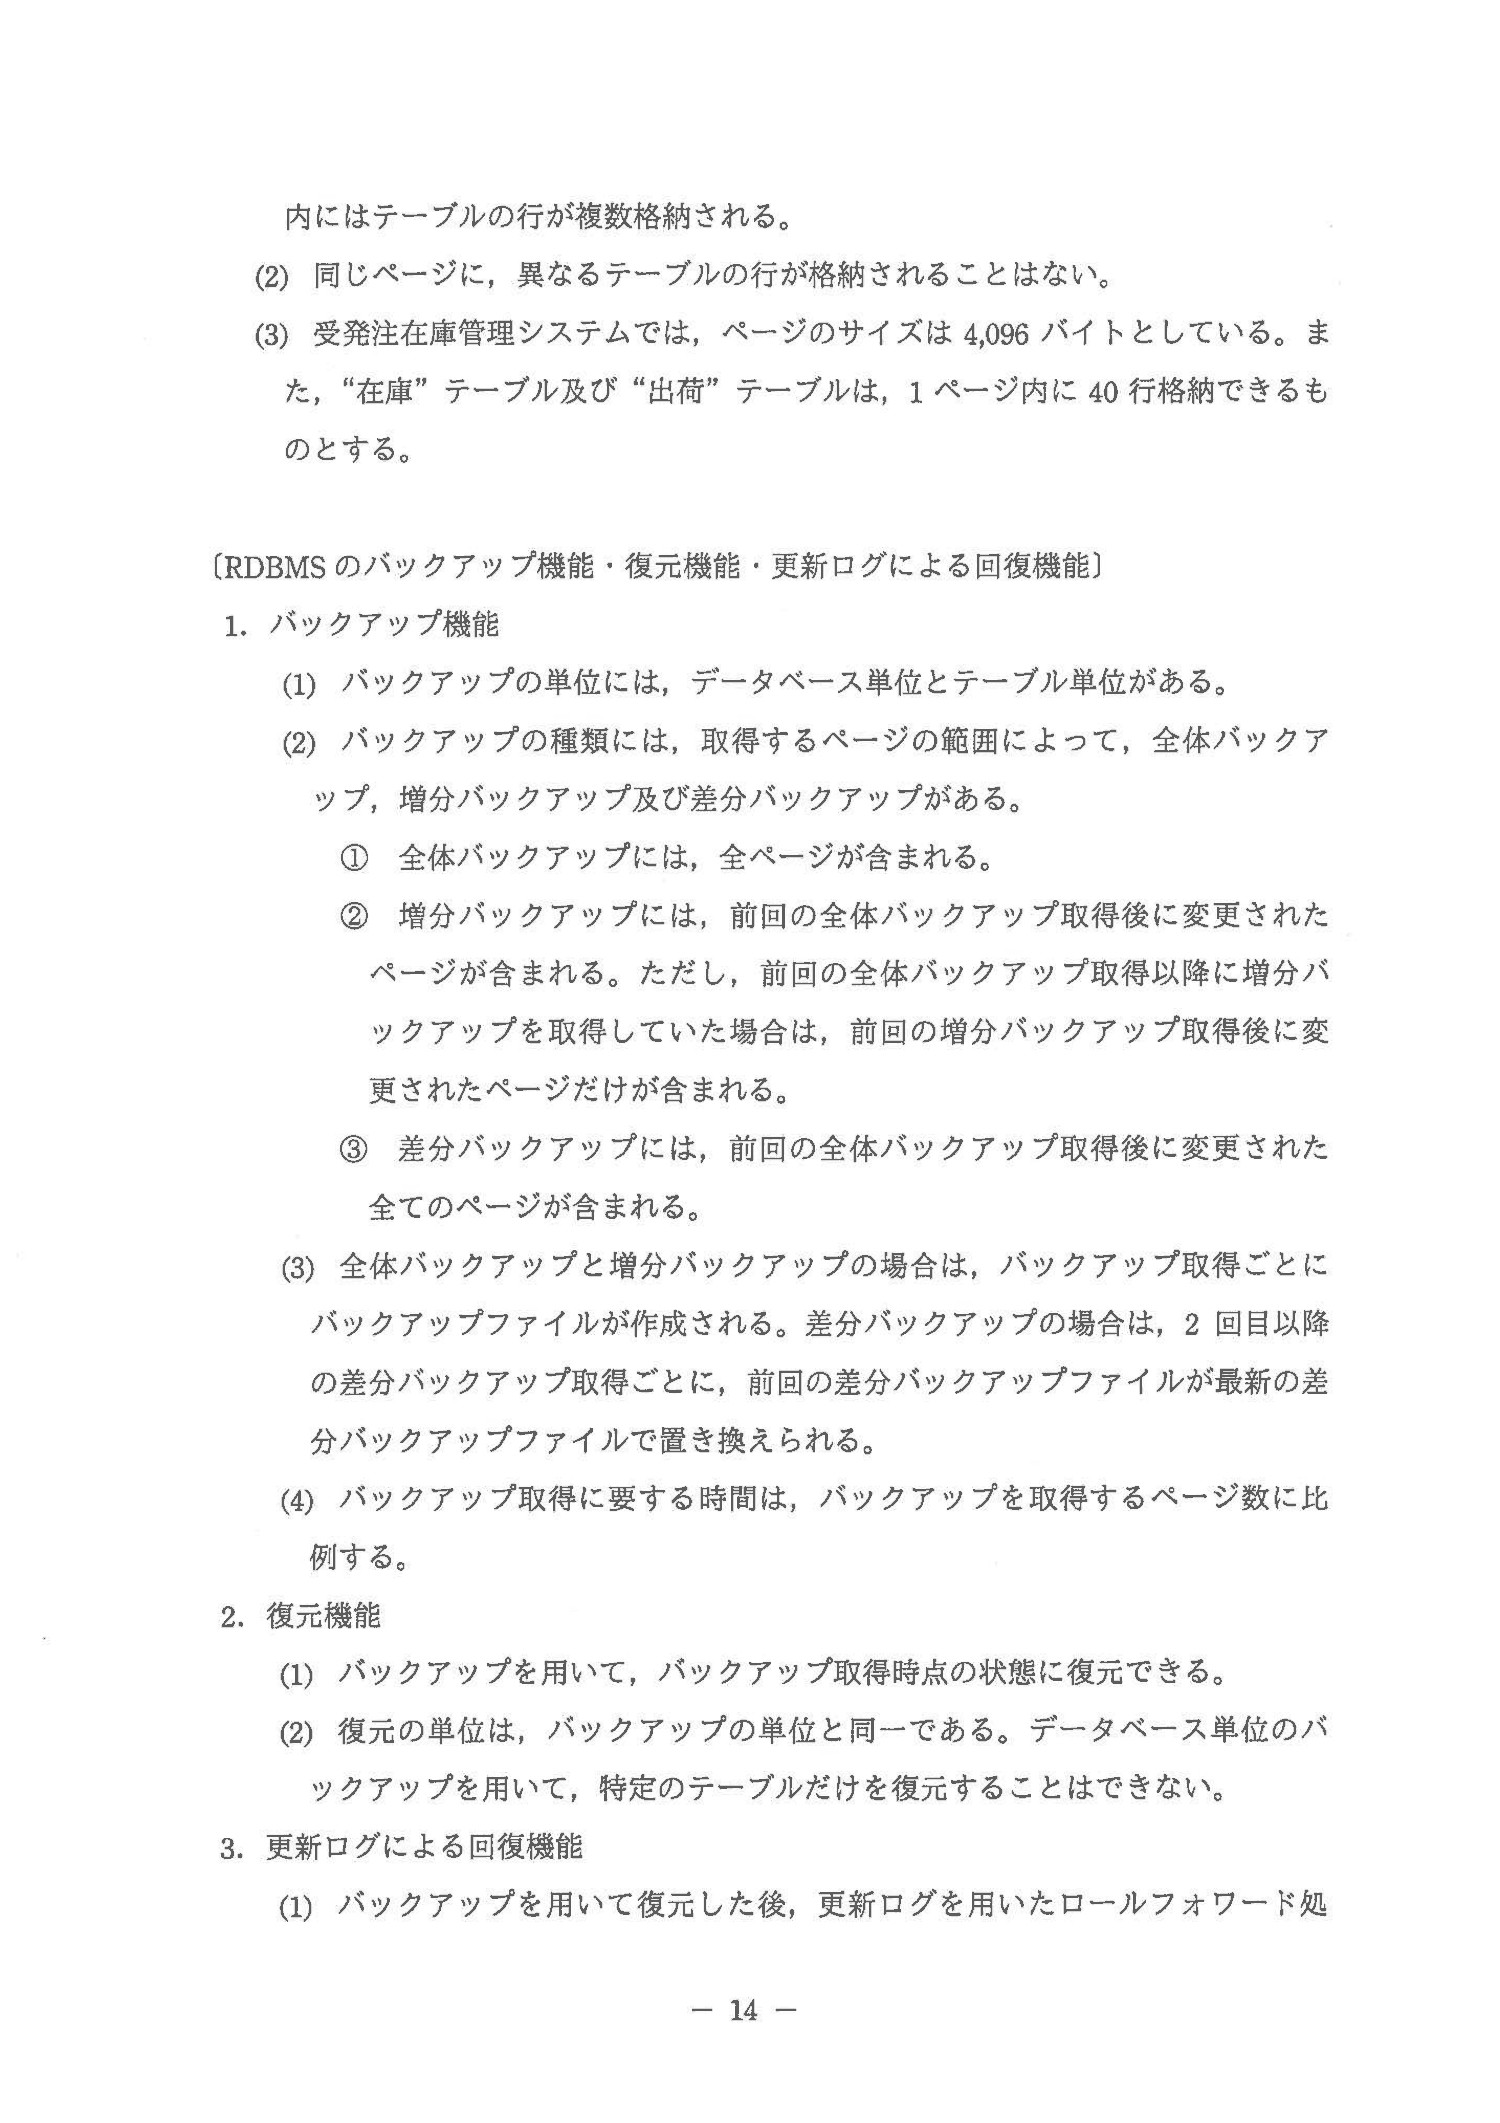 内にはテーブルの行が複数格納される。
(2) 同じページに，異なるテーブルの行が格納されることはない。
(3) 受発注在庫管理システムでは，ページのサイズは 4,096 バイトとしている。ま
た，“在庫” テーブル及び “出荷” テーブルは，1 ページ内に 40 行格納できるも
のとする。
〔RDBMS のバックアップ機能・復元機能・更新ログによる回復機能〕
1. バックアップ機能
(1) バックアップの単位には，データベース単位とテーブル単位がある。
(2) バックアップの種類には，取得するページの範囲によって，全体バックア
ップ，増分バックアップ及び差分バックアップがある。
① 全体バックアップには，全ページが含まれる。
② 増分バックアップには，前回の全体バックアップ取得後に変更された
ページが含まれる。ただし，前回の全体バックアップ取得以降に増分バ
ックアップを取得していた場合は，前回の増分バックアップ取得後に変
更されたページだけが含まれる。
③ 差分バックアップには，前回の全体バックアップ取得後に変更された
全てのページが含まれる。
(3) 全体バックアップと増分バックアップの場合は，バックアップ取得ごとに
バックアップファイルが作成される。差分バックアップの場合は，2 回目以降
の差分バックアップ取得ごとに，前回の差分バックアップファイルが最新の差
分バックアップファイルで置き換えられる。
(4) バックアップ取得に要する時間は，バックアップを取得するページ数に比
例する。
2. 復元機能
(1) バックアップを用いて，バックアップ取得時点の状態に復元できる。
(2) 復元の単位は，バックアップの単位と同一である。データベース単位のバ
ックアップを用いて，特定のテーブルだけを復元することはできない。
3. 更新ログによる回復機能
(1) バックアップを用いて復元した後，更新ログを用いたロールフォワード処
－ 14 －